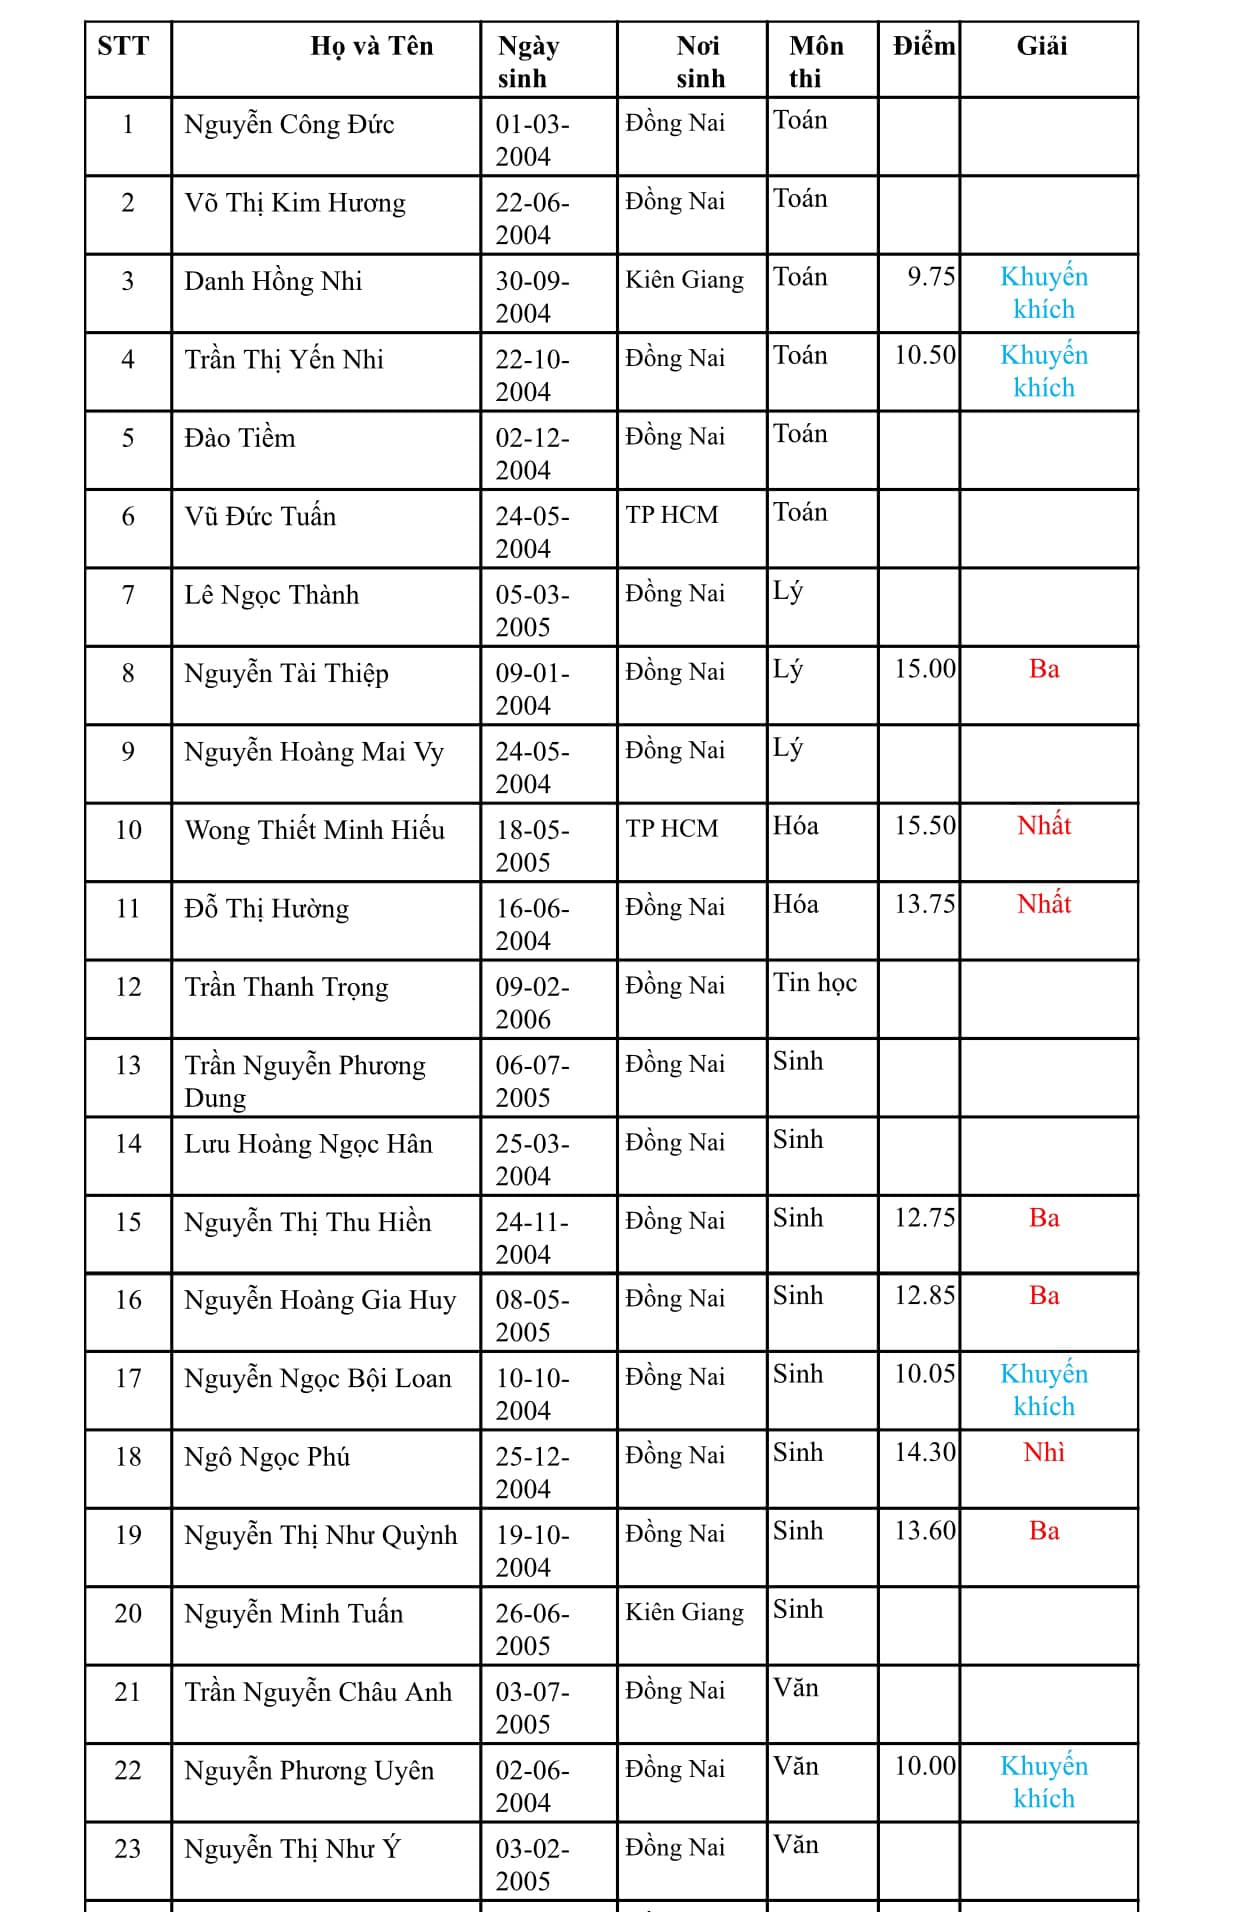 STT Họ và Tên Ngày sinh Nơi sinh Môn thi Điểm Giải
1 Nguyễn Công Đức 01-03-2004 Đồng Nai Toán
2 Võ Thị Kim Hương 22-06-2004 Đồng Nai Toán
3 Danh Hồng Nhi 30-09-2004 Kiên Giang Toán 9.75 Khuyến khích
4 Trần Thị Yến Nhi 22-10-2004 Đồng Nai Toán 10.50 Khuyến khích
5 Đào Tiềm 02-12-2004 Đồng Nai Toán
6 Vũ Đức Tuấn 24-05-2004 TP HCM Toán
7 Lê Ngọc Thành 05-03-2005 Đồng Nai Lý
8 Nguyễn Tài Thiệp 09-01-2004 Đồng Nai Lý 15.00 Ba
9 Nguyễn Hoàng Mai Vy 24-05-2004 Đồng Nai Lý
10 Wong Thiết Minh Hiếu 18-05-2005 TP HCM Hóa 15.50 Nhất
11 Đỗ Thị Hường 16-06-2004 Đồng Nai Hóa 13.75 Nhất
12 Trần Thanh Trọng 09-02-2006 Đồng Nai Tin học
13 Trần Nguyễn Phương Dung 06-07-2005 Đồng Nai Sinh
14 Lưu Hoàng Ngọc Hân 25-03-2004 Đồng Nai Sinh
15 Nguyễn Thị Thu Hiền 24-11-2004 Đồng Nai Sinh 12.75 Ba
16 Nguyễn Hoàng Gia Huy 08-05-2005 Đồng Nai Sinh 12.85 Ba
17 Nguyễn Ngọc Bội Loan 10-10-2004 Đồng Nai Sinh 10.05 Khuyến khích
18 Ngô Ngọc Phú 25-12-2004 Đồng Nai Sinh 14.30 Nhì
19 Nguyễn Thị Như Quỳnh 19-10-2004 Đồng Nai Sinh 13.60 Ba
20 Nguyễn Minh Tuấn 26-06-2005 Kiên Giang Sinh
21 Trần Nguyễn Châu Anh 03-07-2005 Đồng Nai Văn
22 Nguyễn Phương Uyên 02-06-2004 Đồng Nai Văn 10.00 Khuyến khích
23 Nguyễn Thị Như Ý 03-02-2005 Đồng Nai Văn